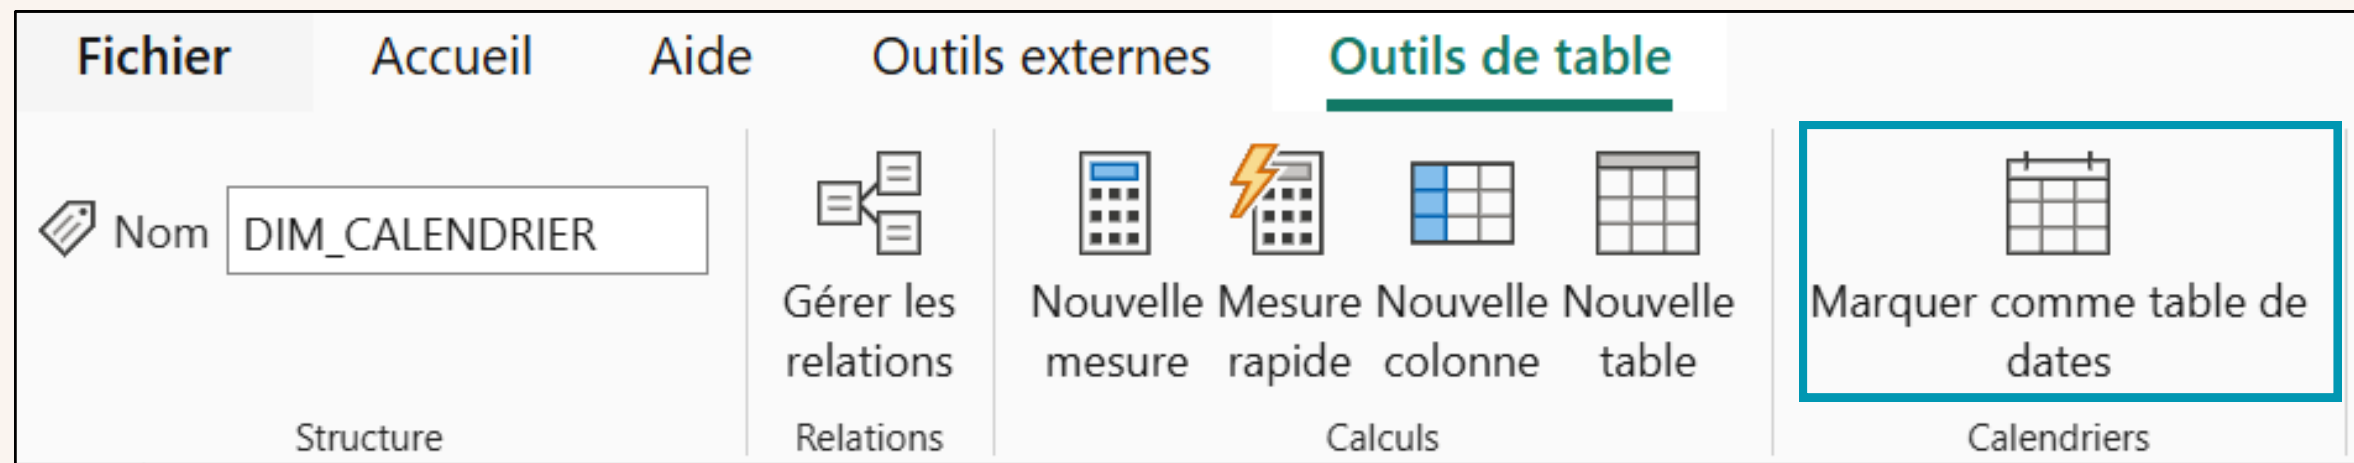 Fichier Accueil Aide Outils externes Outils de table
Nom DIM_CALENDRIER
Gérer les
relations
Nouvelle
mesure
Mesure
rapide
Nouvelle
colonne
Nouvelle
table
Marquer comme table de
dates
Structure Relations Calculs Calendriers